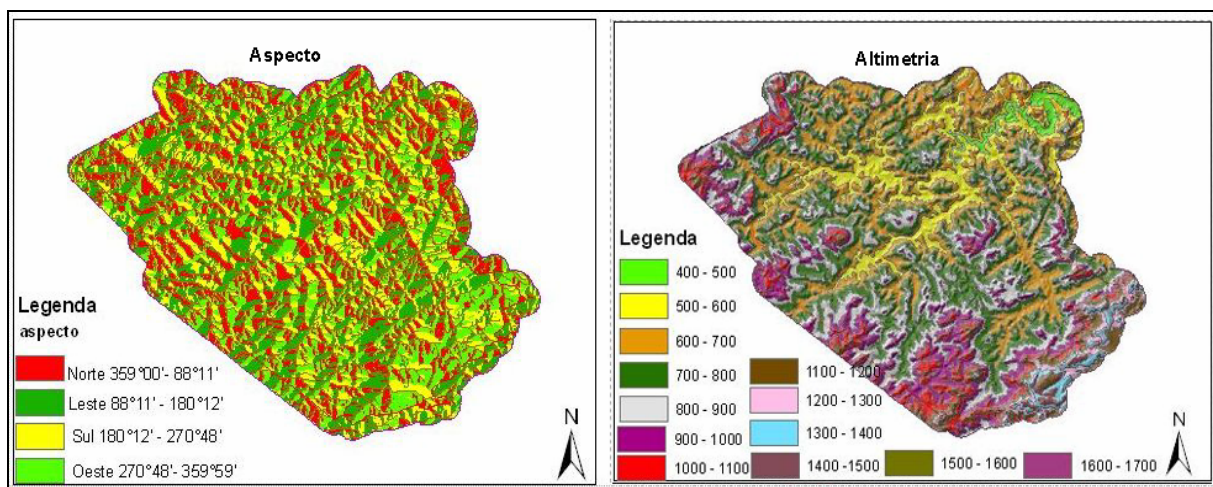 Aspecto
Legenda
aspecto
Norte 359°00'- 88°11'
Leste 88°11' - 180°12'
Sul 180°12' - 270°48'
Oeste 270°48'- 359°59'
N
Altimetria
Legenda
400 - 500
500 - 600
600 - 700
700 - 800
800 - 900
900 - 1000
1000 - 1100
1100 - 1200
1200 - 1300
1300 - 1400
1400 -1500
1500 - 1600
1600 - 1700
N